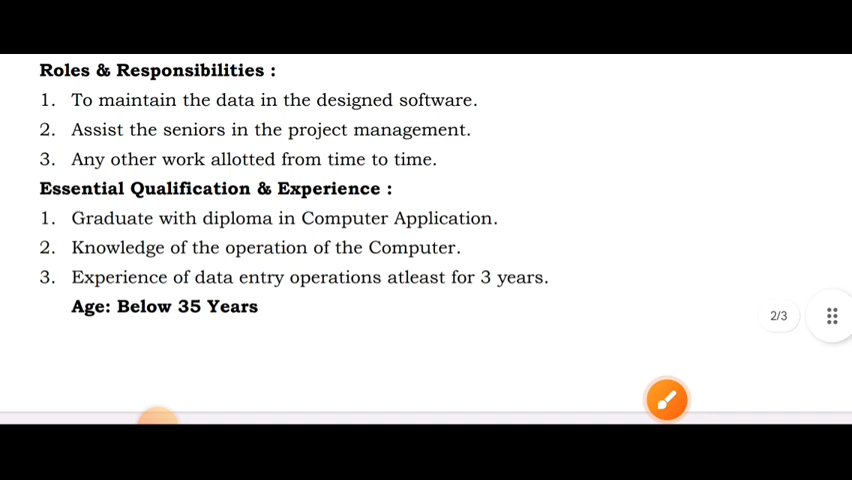 Roles & Responsibilities :
1. To maintain the data in the designed software.
2. Assist the seniors in the project management.
3. Any other work allotted from time to time.
Essential Qualification & Experience :
1. Graduate with diploma in Computer Application.
2. Knowledge of the operation of the Computer.
3. Experience of data entry operations atleast for 3 years.
Age: Below 35 Years
2/3